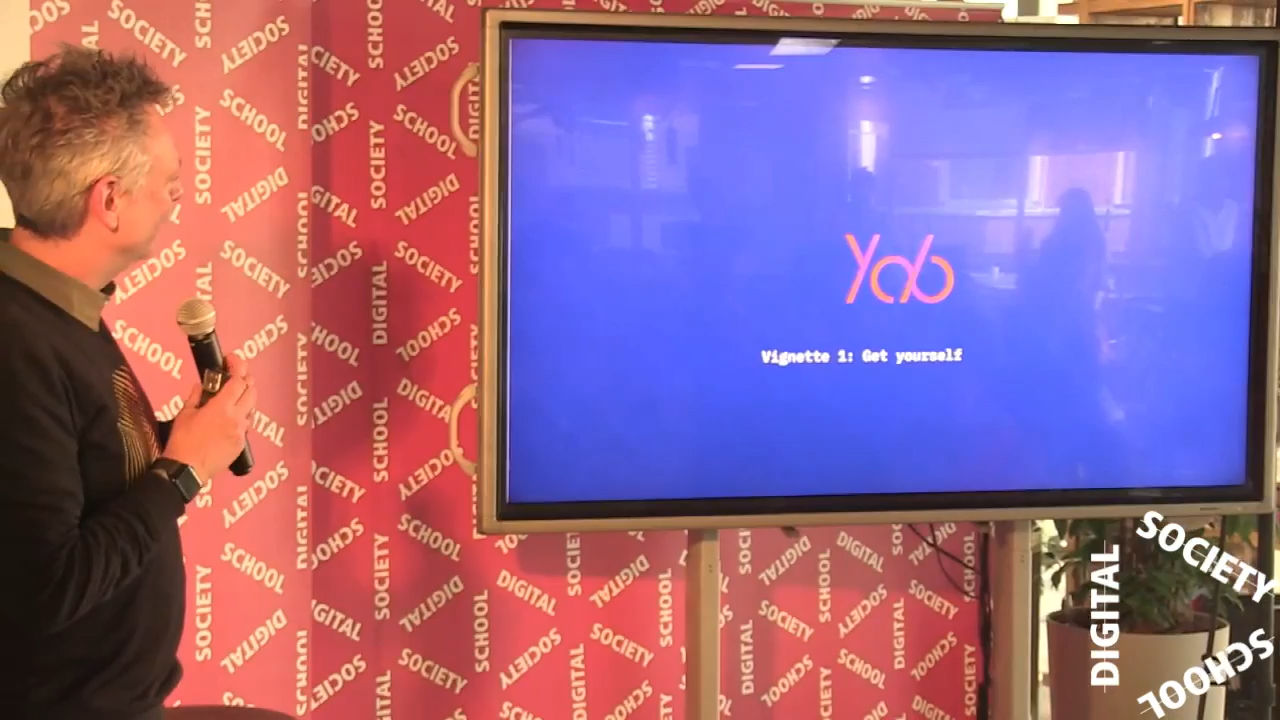 Yab
Vignette 1: Get yourself
DIGITAL
SOCIETY
SCHOOL